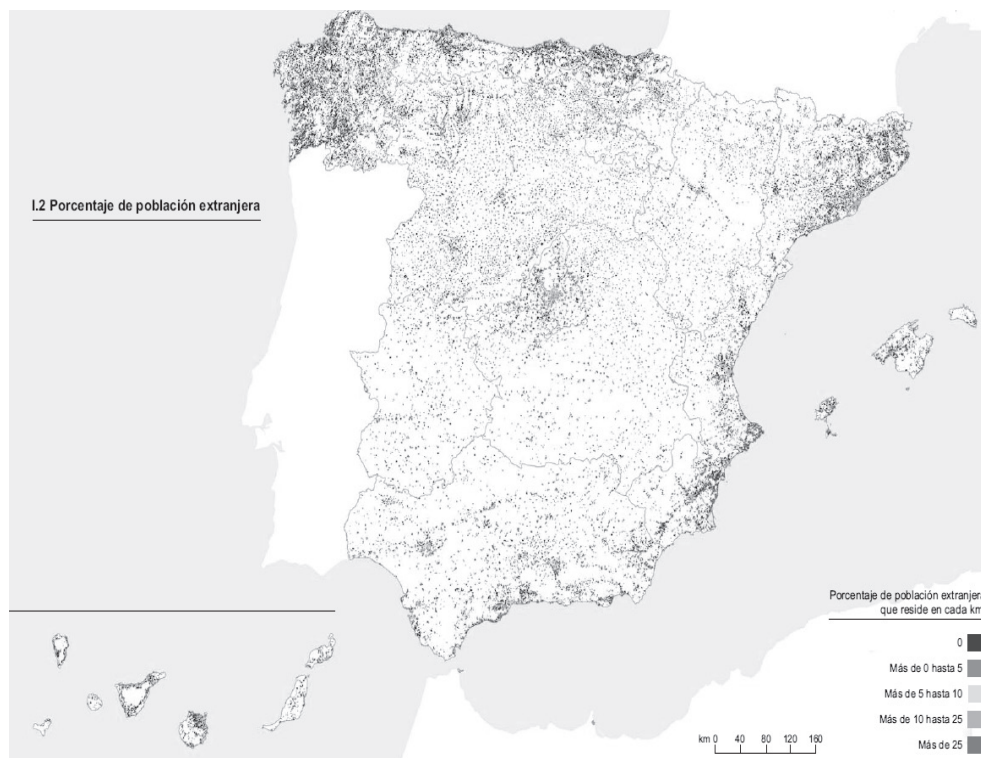 I.2 Porcentaje de población extranjera
Porcentaje de población extranjera
que reside en cada km
0
Más de 0 hasta 5
Más de 5 hasta 10
Más de 10 hasta 25
Más de 25
km 0 40 80 120 160